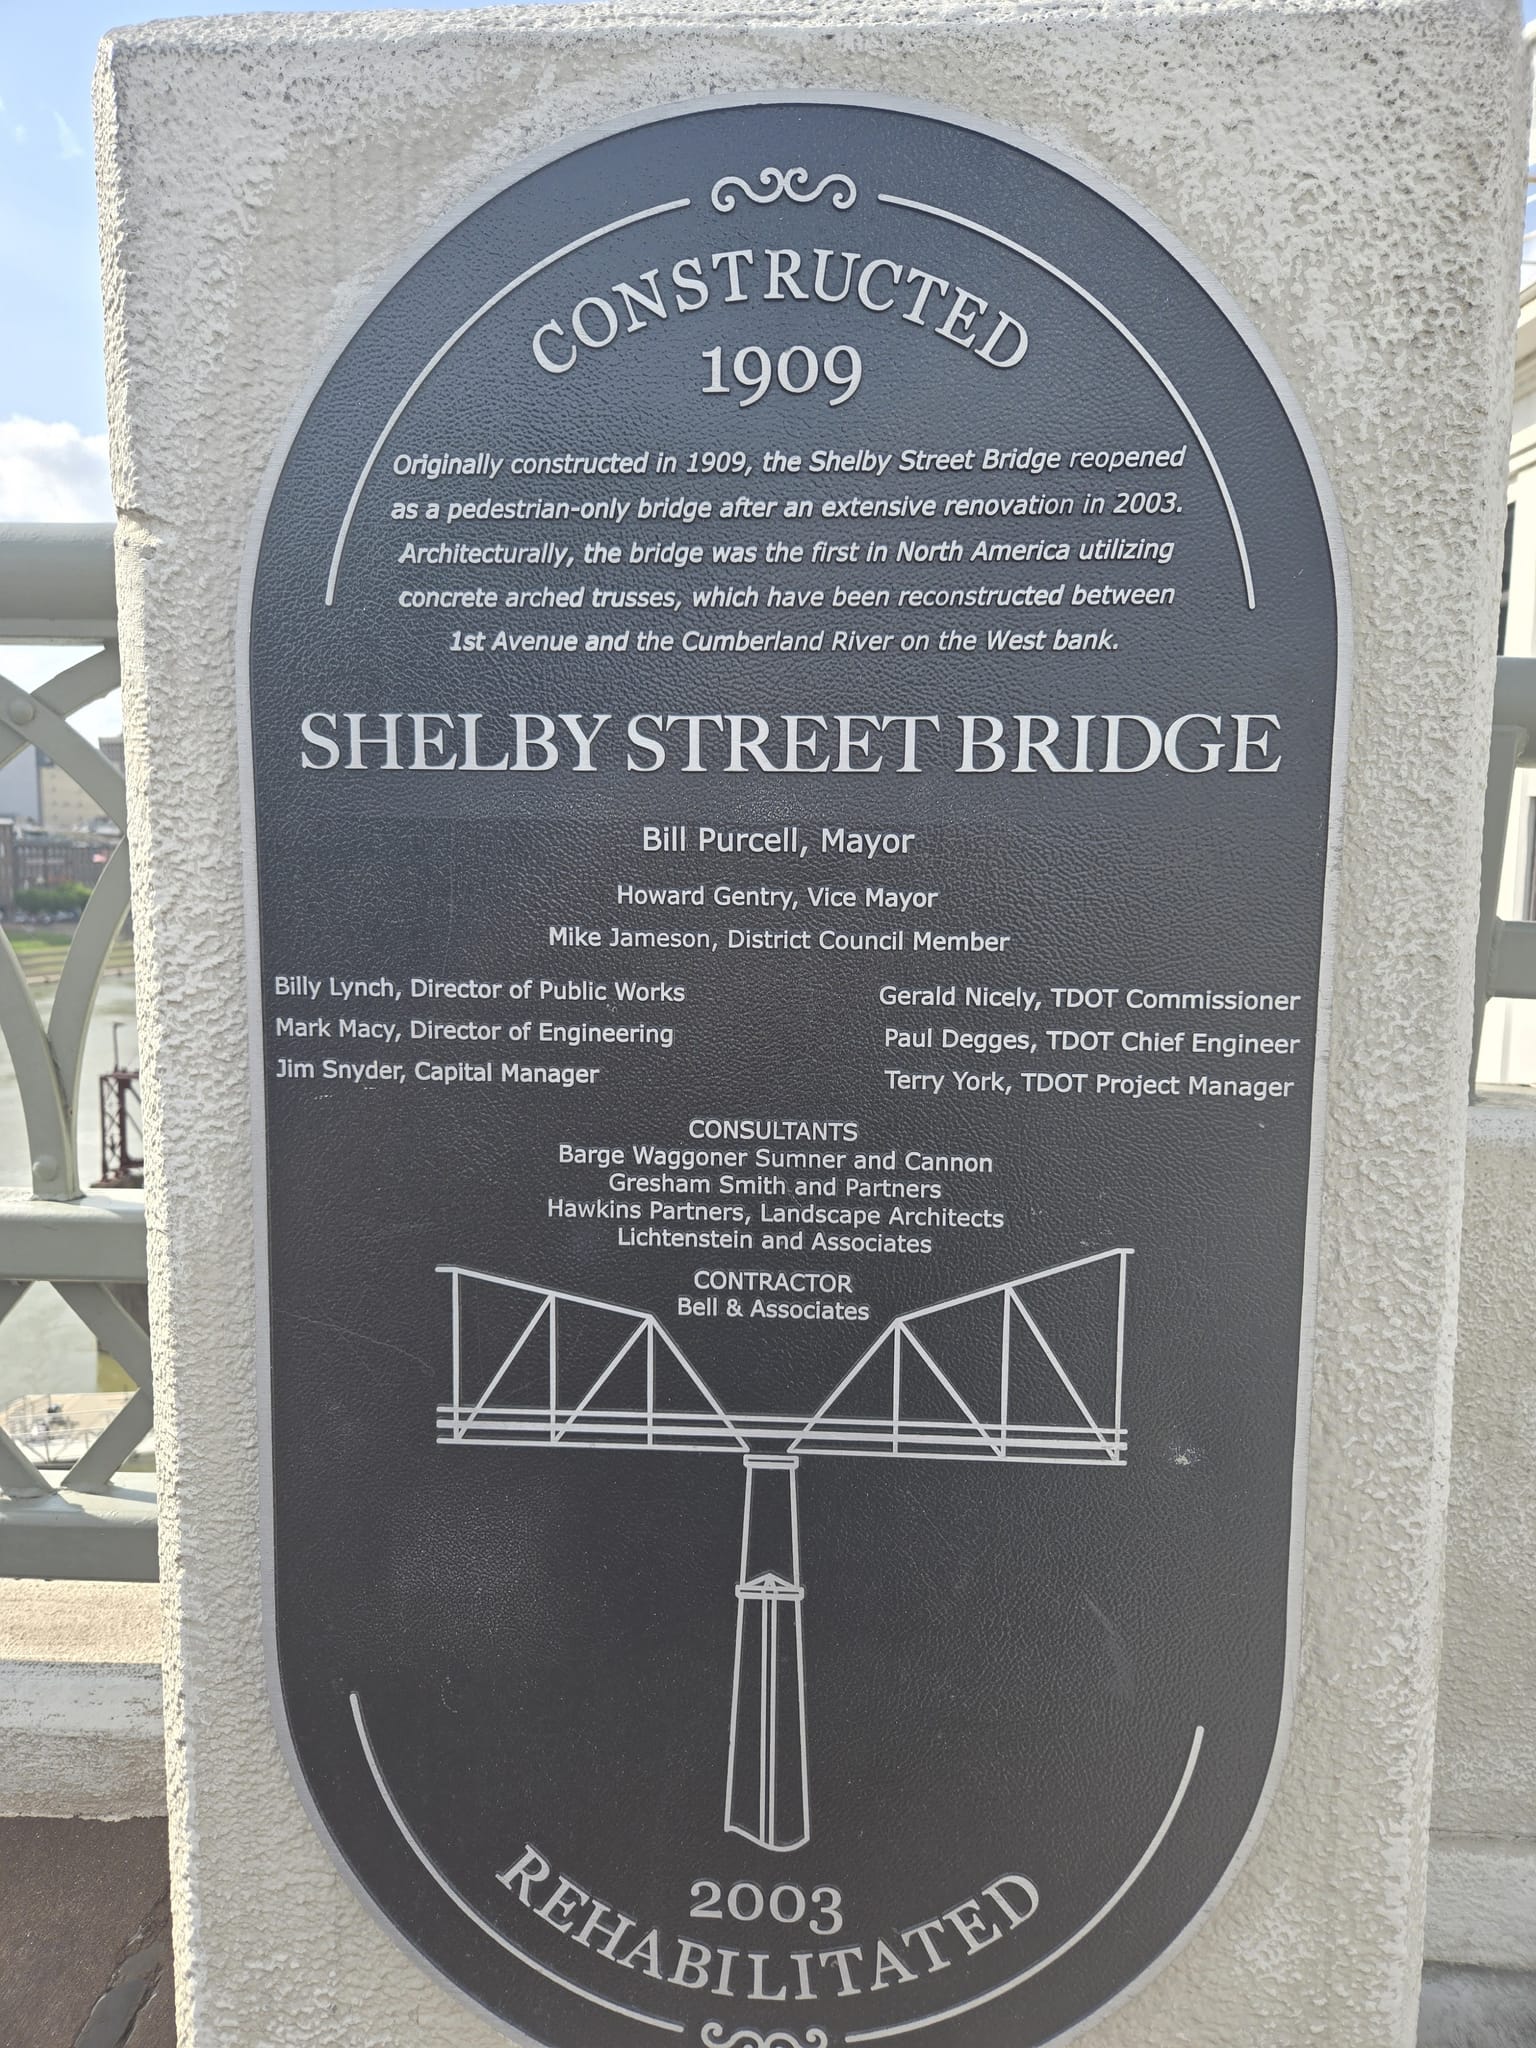 CONSTRUCTED
1909
Originally constructed in 1909, the Shelby Street Bridge reopened
as a pedestrian-only bridge after an extensive renovation in 2003.
Architecturally, the bridge was the first in North America utilizing
concrete arched trusses, which have been reconstructed between
1st Avenue and the Cumberland River on the West bank.
SHELBY STREET BRIDGE
Bill Purcell, Mayor
Howard Gentry, Vice Mayor
Mike Jameson, District Council Member
Billy Lynch, Director of Public Works
Mark Macy, Director of Engineering
Jim Snyder, Capital Manager
Gerald Nicely, TDOT Commissioner
Paul Degges, TDOT Chief Engineer
Terry York, TDOT Project Manager
CONSULTANTS
Barge Waggoner Sumner and Cannon
Gresham Smith and Partners
Hawkins Partners, Landscape Architects
Lichtenstein and Associates
CONTRACTOR
Bell & Associates
2003
REHABILITATED